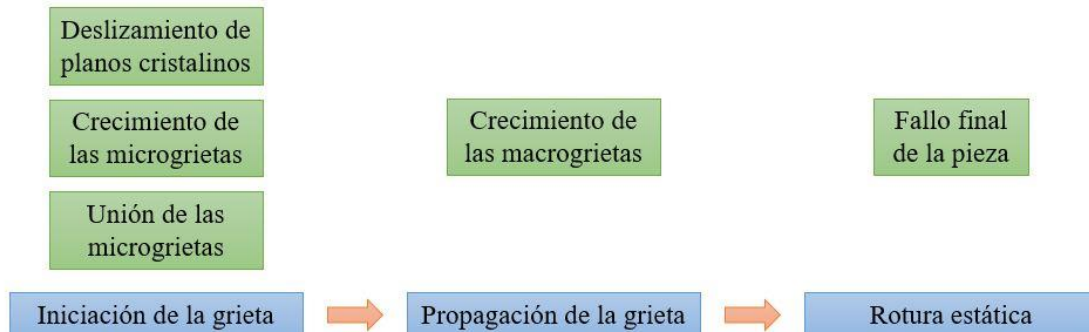 Deslizamiento de
planos cristalinos
Crecimiento de
las microgrietas
Unión de las
microgrietas
Crecimiento de
las macrogrietas
Fallo final
de la pieza
Iniciación de la grieta
Propagación de la grieta
Rotura estática